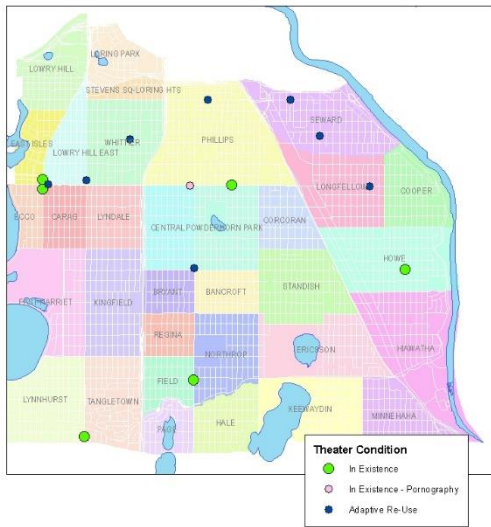 LORING PARK
LOWRY HILL
STEVENS SQ-LORING HTS
EAST ISLES
LOWRY HILL EAST
WHITTIER
PHILLIPS
SEWARD
LONGFELLOW
COOPER
ECCO
CARAG
LYNDALE
CENTRAL
POWDERHORN PARK
CORCORAN
HOWE
EAST HARRIET
KINGFIELD
BRYANT
BANCROFT
STANDISH
REGINA
NORTHROP
ERICSSON
HIAWATHA
LYNNHURST
TANGLETOWN
FIELD
PAGE
HALE
KEEWAYDIN
MINNEHAHA
Theater Condition
In Existence
In Existence - Pornography
Adaptive Re-Use